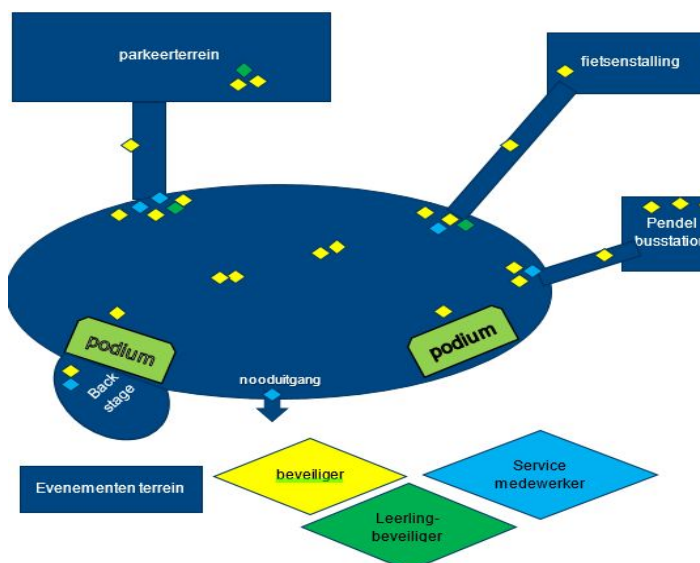 parkeerterrein
fietsenstalling
Pendel
busstation
podium
podium
Back
stage
nooduitgang
Evenementen terrein
beveiliger
Service
medewerker
Leerling-
beveiliger